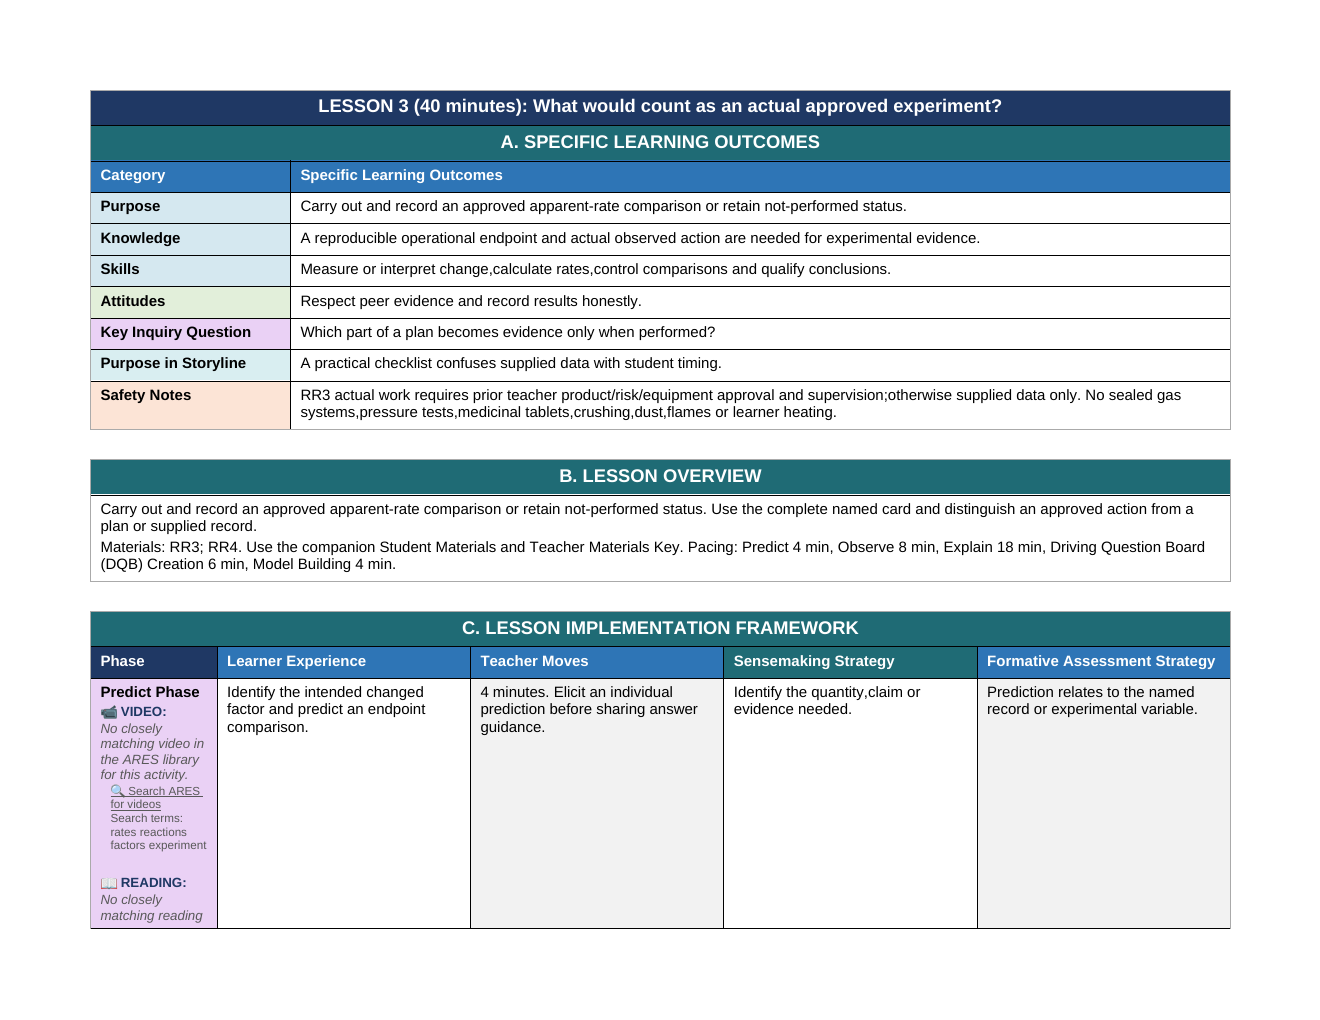 LESSON 3 (40 minutes): What would count as an actual approved experiment?
A. SPECIFIC LEARNING OUTCOMES
Category
Specific Learning Outcomes
Purpose
Carry out and record an approved apparent-rate comparison or retain not-performed status.
Knowledge
A reproducible operational endpoint and actual observed action are needed for experimental evidence.
Skills
Measure or interpret change,calculate rates,control comparisons and qualify conclusions.
Attitudes
Respect peer evidence and record results honestly.
Key Inquiry Question
Which part of a plan becomes evidence only when performed?
Purpose in Storyline
A practical checklist confuses supplied data with student timing.
Safety Notes
RR3 actual work requires prior teacher product/risk/equipment approval and supervision;otherwise supplied data only. No sealed gas
systems,pressure tests,medicinal tablets,crushing,dust,flames or learner heating.
B. LESSON OVERVIEW
Carry out and record an approved apparent-rate comparison or retain not-performed status. Use the complete named card and distinguish an approved action from a
plan or supplied record.
Materials: RR3; RR4. Use the companion Student Materials and Teacher Materials Key. Pacing: Predict 4 min, Observe 8 min, Explain 18 min, Driving Question Board
(DQB) Creation 6 min, Model Building 4 min.
C. LESSON IMPLEMENTATION FRAMEWORK
Phase
Learner Experience
Teacher Moves
Sensemaking Strategy
Formative Assessment Strategy
Predict Phase
📹 VIDEO:
No closely
matching video in
the ARES library
for this activity.
🔍 Search ARES
for videos
Search terms:
rates reactions
factors experiment
📖 READING:
No closely
matching reading
Identify the intended changed
factor and predict an endpoint
comparison.
4 minutes. Elicit an individual
prediction before sharing answer
guidance.
Identify the quantity,claim or
evidence needed.
Prediction relates to the named
record or experimental variable.